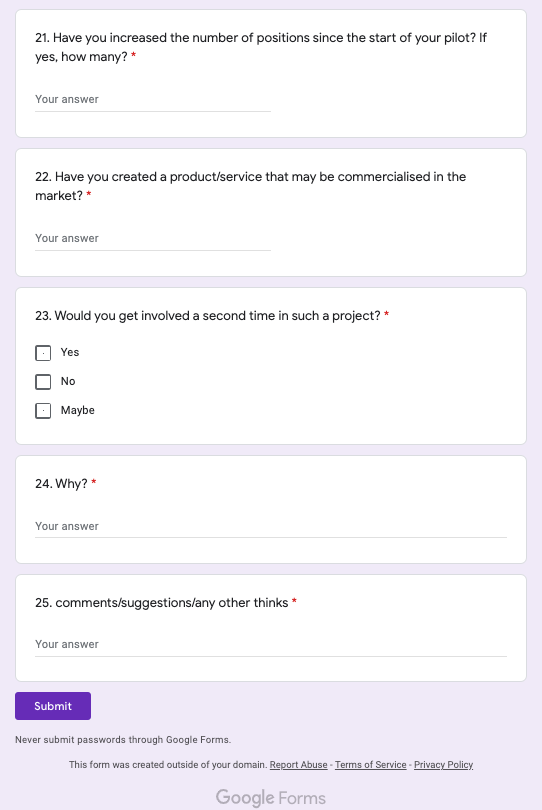 21. Have you increased the number of positions since the start of your pilot? If
yes, how many? *
Your answer
22. Have you created a product/service that may be commercialised in the
market? *
Your answer
23. Would you get involved a second time in such a project? *
Yes
No
Maybe
24. Why? *
Your answer
25. comments/suggestions/any other thinks *
Your answer
Submit
Never submit passwords through Google Forms.
This form was created outside of your domain. Report Abuse - Terms of Service - Privacy Policy
Google Forms